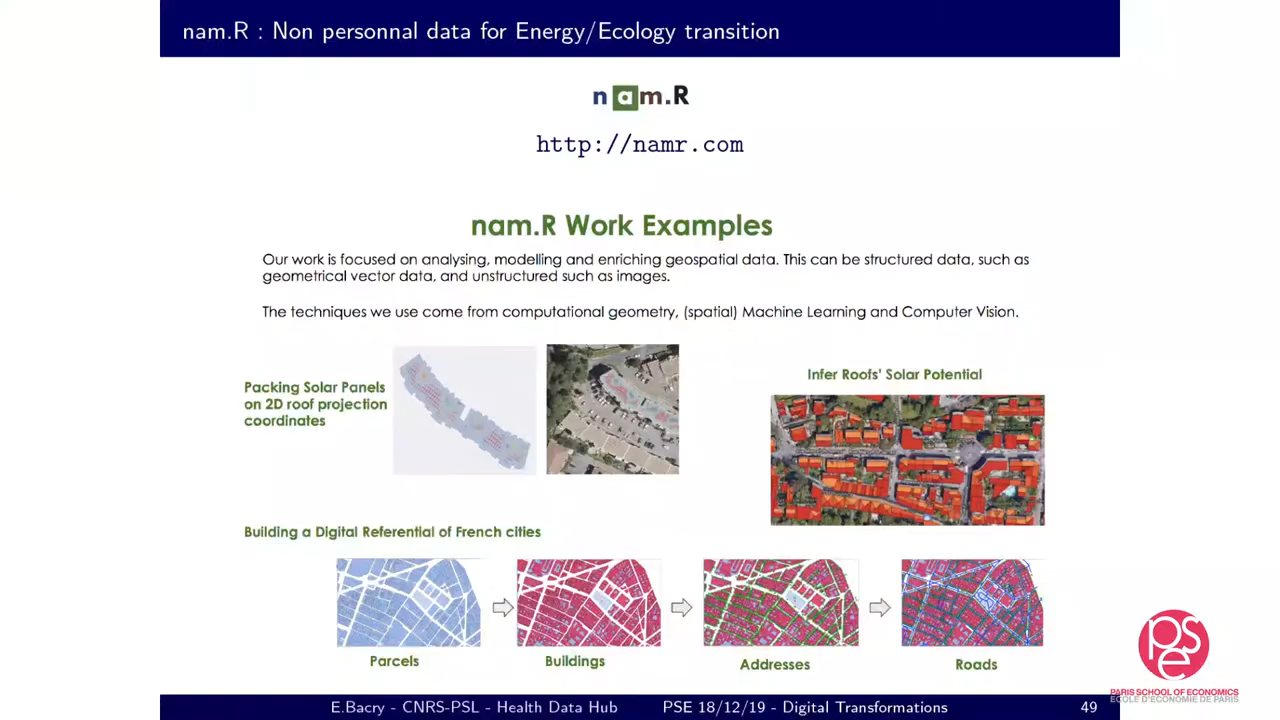 nam.R : Non personnal data for Energy/Ecology transition
nam.R
http://namr.com
nam.R Work Examples
Our work is focused on analysing, modelling and enriching geospatial data. This can be structured data, such as
geometrical vector data, and unstructured such as images.
The techniques we use come from computational geometry, (spatial) Machine Learning and Computer Vision.
Packing Solar Panels
on 2D roof projection
coordinates
Infer Roofs' Solar Potential
Building a Digital Referential of French cities
Parcels
Buildings
Addresses
Roads
pse
PARIS SCHOOL OF ECONOMICS
ECOLE D'ECONOMIE DE PARIS
E.Bacry - CNRS-PSL - Health Data Hub
PSE 18/12/19 - Digital Transformations
49